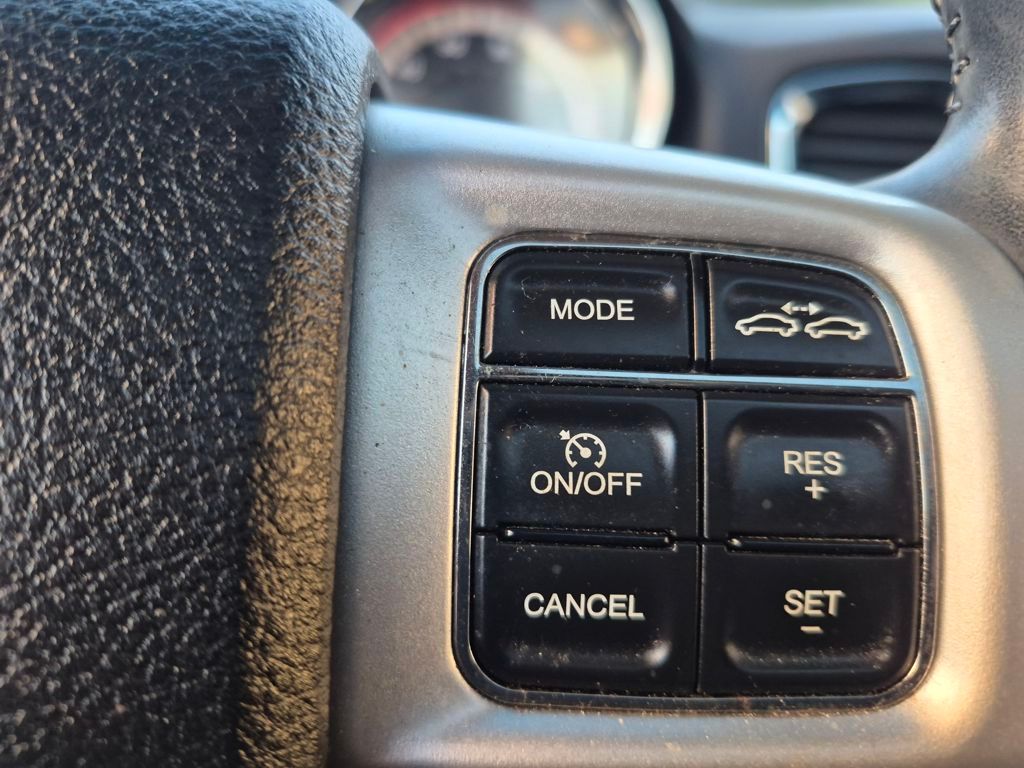 MODE
ON/OFF
RES
+
CANCEL
SET
-